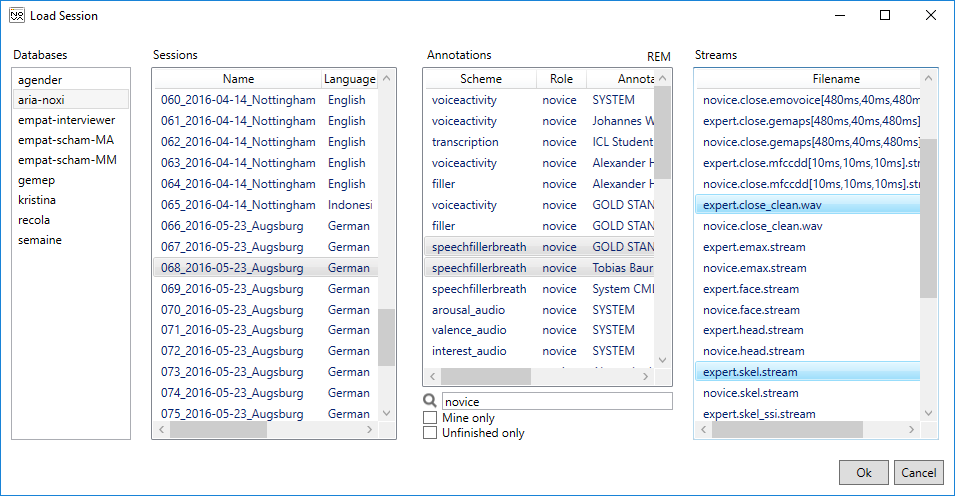 NOVA
Load Session
Databases
agender
aria-noxi
empat-interviewer
empat-scham-MA
empat-scham-MM
gemep
kristina
recola
semaine
Sessions
Name Language
060_2016-04-14_Nottingham English
061_2016-04-14_Nottingham English
062_2016-04-14_Nottingham English
063_2016-04-14_Nottingham English
064_2016-04-14_Nottingham English
065_2016-04-14_Nottingham Indonesi
066_2016-05-23_Augsburg German
067_2016-05-23_Augsburg German
068_2016-05-23_Augsburg German
069_2016-05-23_Augsburg German
070_2016-05-23_Augsburg German
071_2016-05-23_Augsburg German
072_2016-05-23_Augsburg German
073_2016-05-23_Augsburg German
074_2016-05-23_Augsburg German
075_2016-05-23_Augsburg German
Annotations REM
Scheme Role Annota
voiceactivity novice SYSTEM
voiceactivity novice Johannes W
transcription novice ICL Student
voiceactivity novice Alexander H
filler novice Alexander H
voiceactivity novice GOLD STAN
filler novice GOLD STAN
speechfillerbreath novice GOLD STAN
speechfillerbreath novice Tobias Baur
speechfillerbreath novice System CMI
arousal_audio novice SYSTEM
valence_audio novice SYSTEM
interest_audio novice SYSTEM
novice
Mine only
Unfinished only
Streams
Filename
novice.close.emovoice[480ms,40ms,480m
expert.close.gemaps[480ms,40ms,480ms]
novice.close.gemaps[480ms,40ms,480ms]
expert.close.mfccdd[10ms,10ms,10ms].str
novice.close.mfccdd[10ms,10ms,10ms].stre
expert.close_clean.wav
novice.close_clean.wav
expert.emax.stream
novice.emax.stream
expert.face.stream
novice.face.stream
expert.head.stream
novice.head.stream
expert.skel.stream
novice.skel.stream
expert.skel_ssi.stream
Ok Cancel